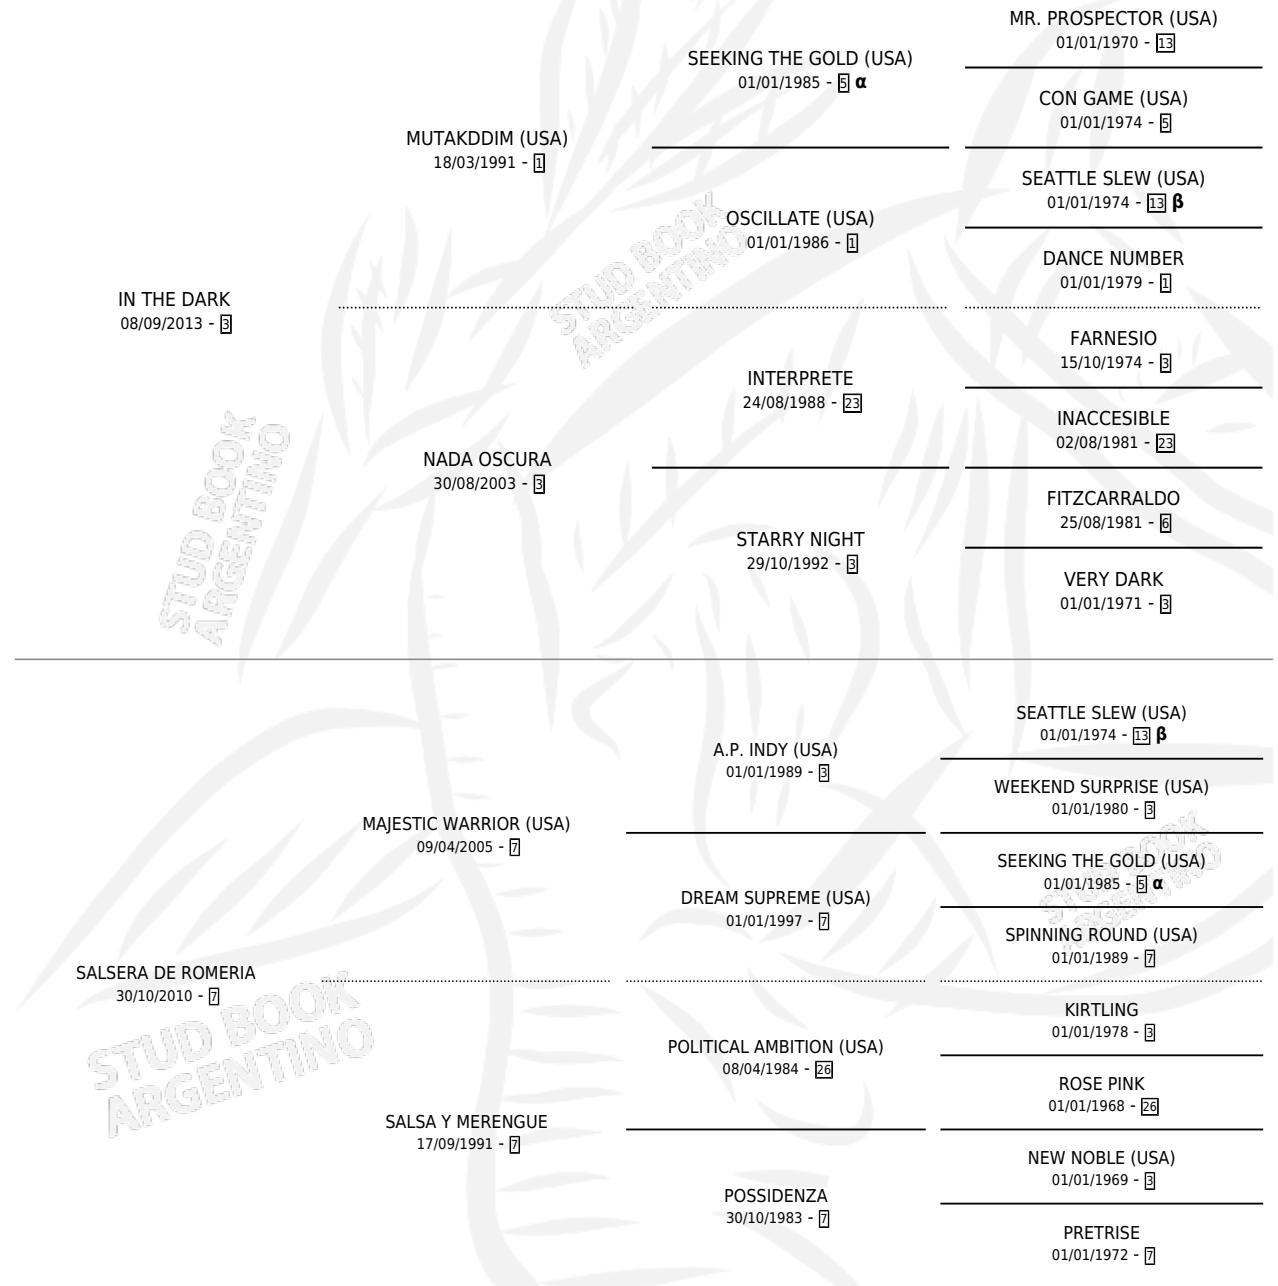 MR. PROSPECTOR (USA)
01/01/1970 - 13
SEEKING THE GOLD (USA)
01/01/1985 - 5 α
CON GAME (USA)
01/01/1974 - 5
MUTAKDDIM (USA)
18/03/1991 - 1
SEATTLE SLEW (USA)
01/01/1974 - 13 β
OSCILLATE (USA)
01/01/1986 - 1
DANCE NUMBER
01/01/1979 - 1
IN THE DARK
08/09/2013 - 3
FARNESIO
15/10/1974 - 3
INTERPRETE
24/08/1988 - 23
INACCESIBLE
02/08/1981 - 23
NADA OSCURA
30/08/2003 - 3
FITZCARRALDO
25/08/1981 - 6
STARRY NIGHT
29/10/1992 - 3
VERY DARK
01/01/1971 - 3
SEATTLE SLEW (USA)
01/01/1974 - 13 β
A.P. INDY (USA)
01/01/1989 - 3
WEEKEND SURPRISE (USA)
01/01/1980 - 3
MAJESTIC WARRIOR (USA)
09/04/2005 - 7
SEEKING THE GOLD (USA)
01/01/1985 - 5 α
DREAM SUPREME (USA)
01/01/1997 - 7
SPINNING ROUND (USA)
01/01/1989 - 7
SALSERA DE ROMERIA
30/10/2010 - 7
KIRTLING
01/01/1978 - 3
POLITICAL AMBITION (USA)
08/04/1984 - 26
ROSE PINK
01/01/1968 - 26
SALSA Y MERENGUE
17/09/1991 - 7
NEW NOBLE (USA)
01/01/1969 - 3
POSSIDENZA
30/10/1983 - 7
PRETRISE
01/01/1972 - 7
STUD BOOK
ARGENTINO
STUD BOOK
ARGENTINO
STUD BOOK
ARGENTINO
STUD BOOK
ARGENTINO